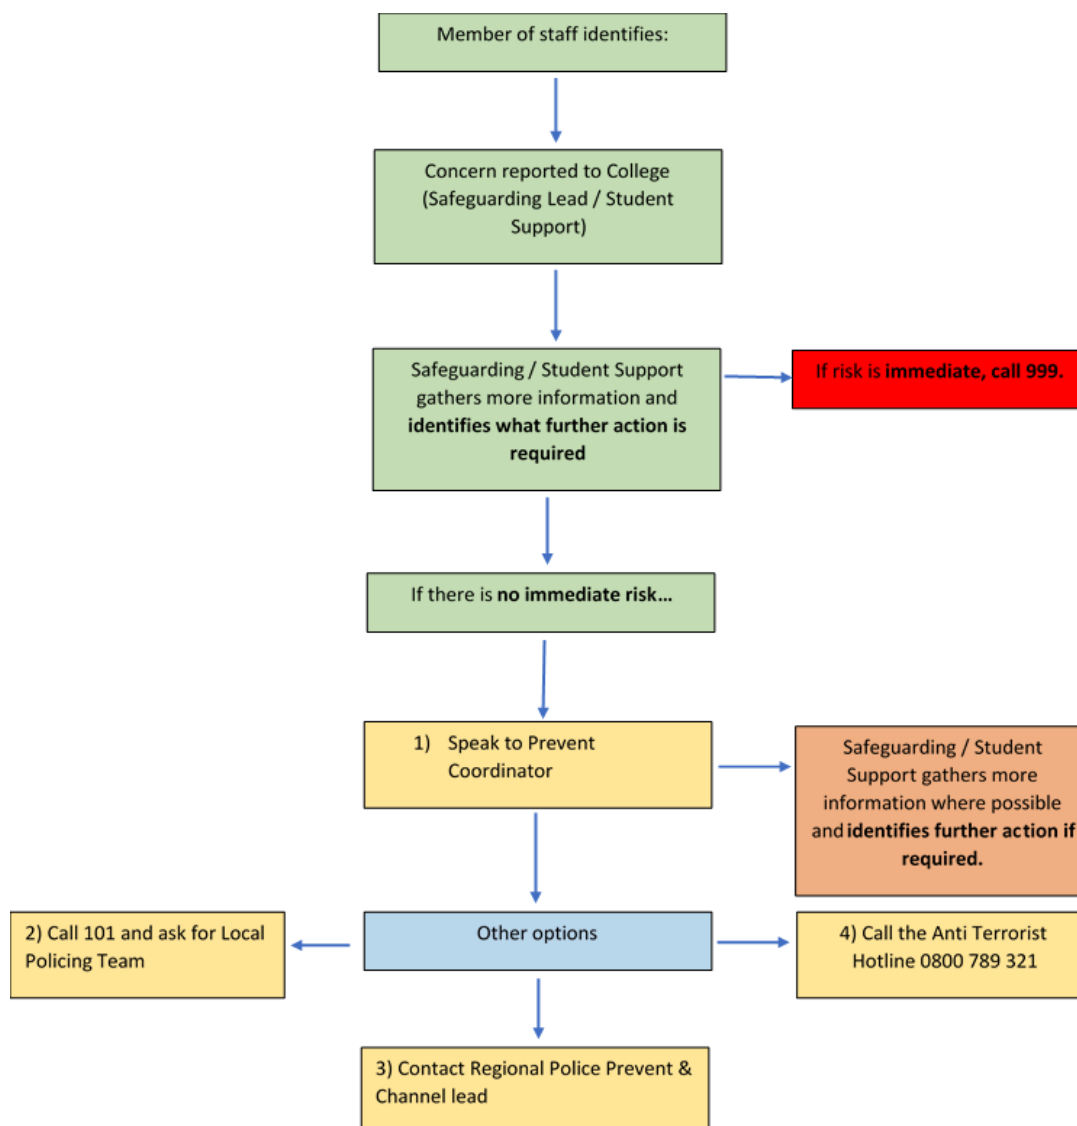 Member of staff identifies:
Concern reported to College
(Safeguarding Lead / Student
Support)
Safeguarding / Student Support
gathers more information and
identifies what further action is
required
If risk is immediate, call 999.
If there is no immediate risk...
1) Speak to Prevent
Coordinator
Safeguarding / Student
Support gathers more
information where possible
and identifies further action if
required.
2) Call 101 and ask for Local
Policing Team
Other options
4) Call the Anti Terrorist
Hotline 0800 789 321
3) Contact Regional Police Prevent &
Channel lead